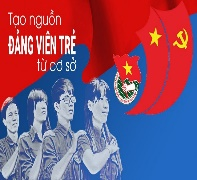 Tạo nguồn
ĐẢNG VIÊN TRẺ
từ cơ sở